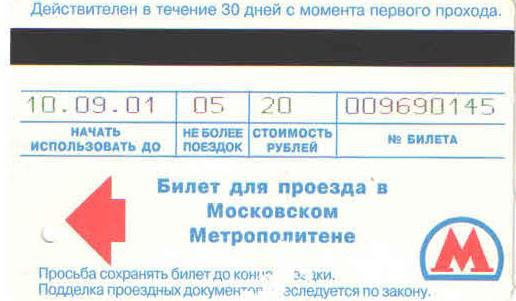 Действителен в течение 30 дней с момента первого прохода.
10.09.01 05 20 009690145
НАЧАТЬ ИСПОЛЬЗОВАТЬ ДО НЕ БОЛЕЕ ПОЕЗДОК СТОИМОСТЬ РУБЛЕЙ № БИЛЕТА
Билет для проезда в
Московском
Метрополитене
М
Просьба сохранять билет до
Подделка проездных по закону.